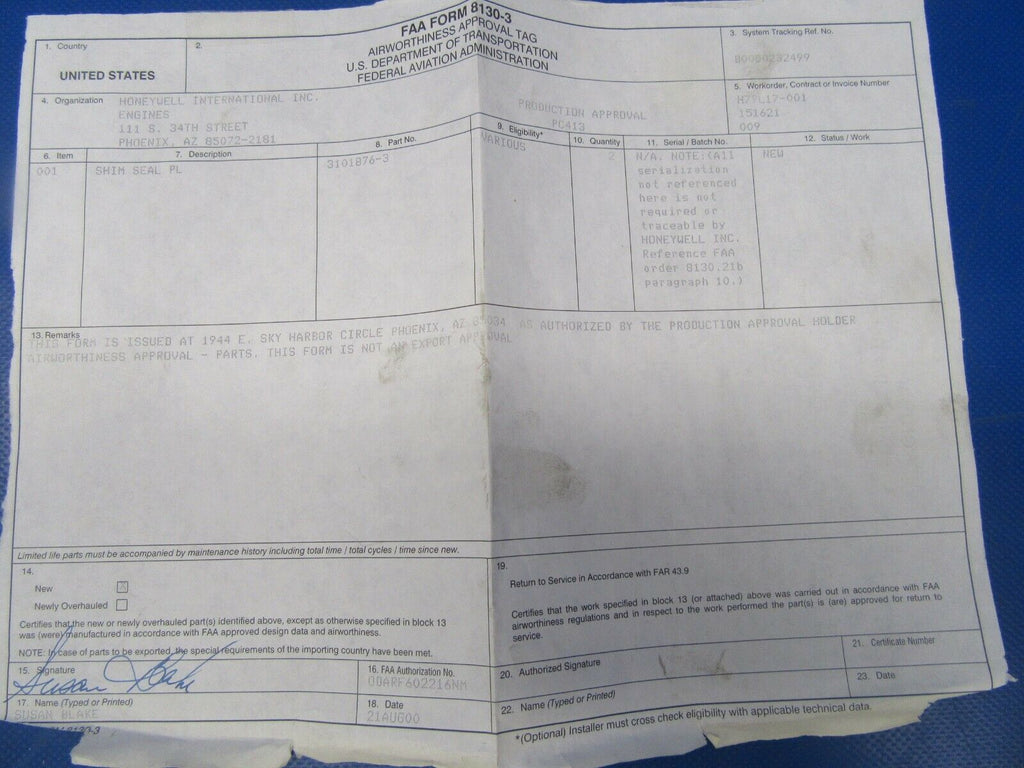 FAA FORM 8130-3
AIRWORTHINESS APPROVAL TAG
U.S. DEPARTMENT OF TRANSPORTATION
FEDERAL AVIATION ADMINISTRATION
1. Country
UNITED STATES
2.
3. System Tracking Ref. No.
4. Organization
HONEYWELL INTERNATIONAL INC.
ENGINES
111 S. 34TH STREET
PHOENIX, AZ 85072-2181
PRODUCTION APPROVAL
PC413
5. Workorder, Contract or Invoice Number
151621
009
6. Item
7. Description
8. Part No.
9. Eligibility*
10. Quantity
11. Serial / Batch No.
12. Status / Work
001
SHIM SEAL PL
3101876-3
VARIOUS
2
N/A. NOTE:(All
serialization
not referenced
here is not
required or
traceable by
HONEYWELL INC.
Reference FAA
order 8130.21b
paragraph 10.)
NEW
13. Remarks
THIS FORM IS ISSUED AT 1944 E. SKY HARBOR CIRCLE PHOENIX, AZ 85034 AS AUTHORIZED BY THE PRODUCTION APPROVAL HOLDER
AIRWORTHINESS APPROVAL - PARTS. THIS FORM IS NOT AN EXPORT APPROVAL
Limited life parts must be accompanied by maintenance history including total time / total cycles / time since new.
14.
New X
Newly Overhauled
Certifies that the new or newly overhauled part(s) identified above, except as otherwise specified in block 13
was (were) manufactured in accordance with FAA approved design data and airworthiness.
NOTE: In case of parts to be exported, the special requirements of the importing country have been met.
15. Signature
Susan Blake
16. FAA Authorization No.
17. Name (Typed or Printed)
SUSAN BLAKE
18. Date
21AUG00
8130-3
19.
Return to Service in Accordance with FAR 43.9
Certifies that the work specified in block 13 (or attached) above was carried out in accordance with FAA
airworthiness regulations and in respect to the work performed the part(s) is (are) approved for return to
service.
20. Authorized Signature
21. Certificate Number
22. Name (Typed or Printed)
23. Date
*(Optional) Installer must cross check eligibility with applicable technical data.